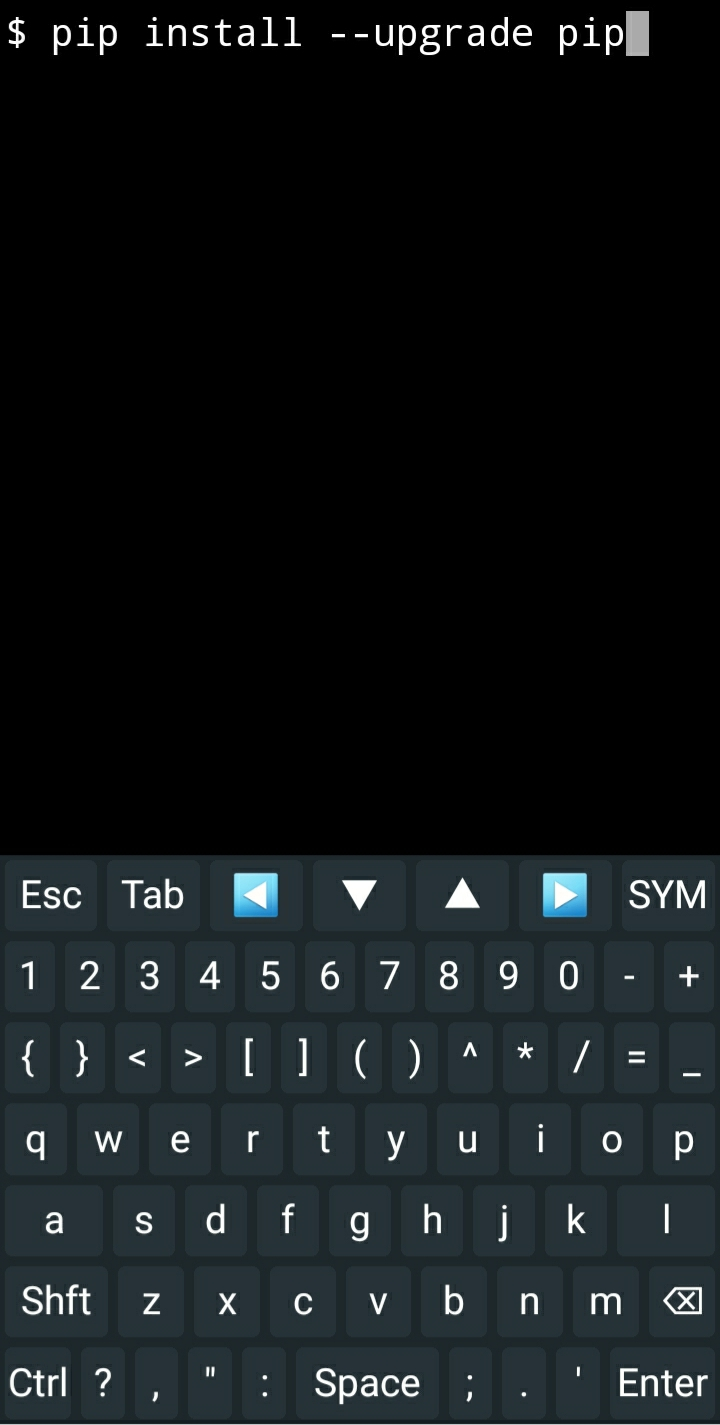 $ pip install --upgrade pip
Esc Tab ◀ ▼ ▲ ▶ SYM
1 2 3 4 5 6 7 8 9 0 - +
{ } < > [ ] ( ) ^ * / = _
q w e r t y u i o p
a s d f g h j k l
Shft z x c v b n m ⌫
Ctrl ? , " : Space ; . ' Enter